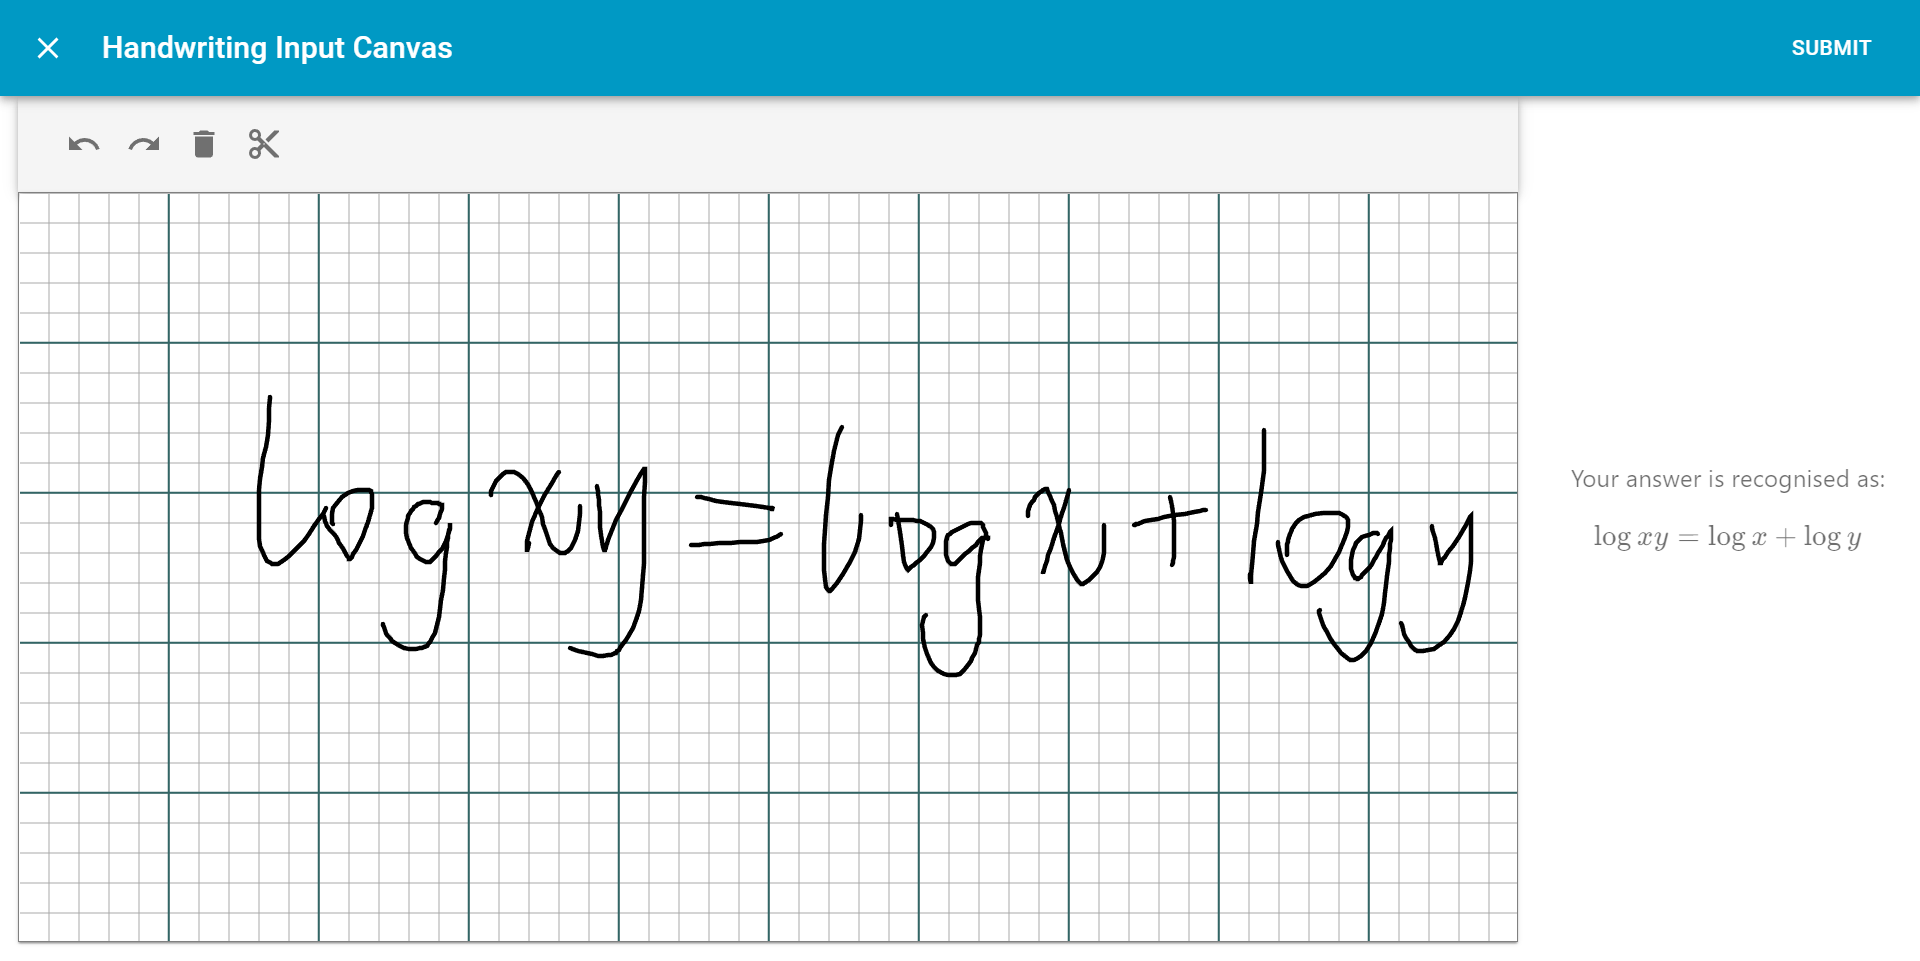 Handwriting Input Canvas
SUBMIT
log xy = log x + log y
Your answer is recognised as:
log xy = log x + log y